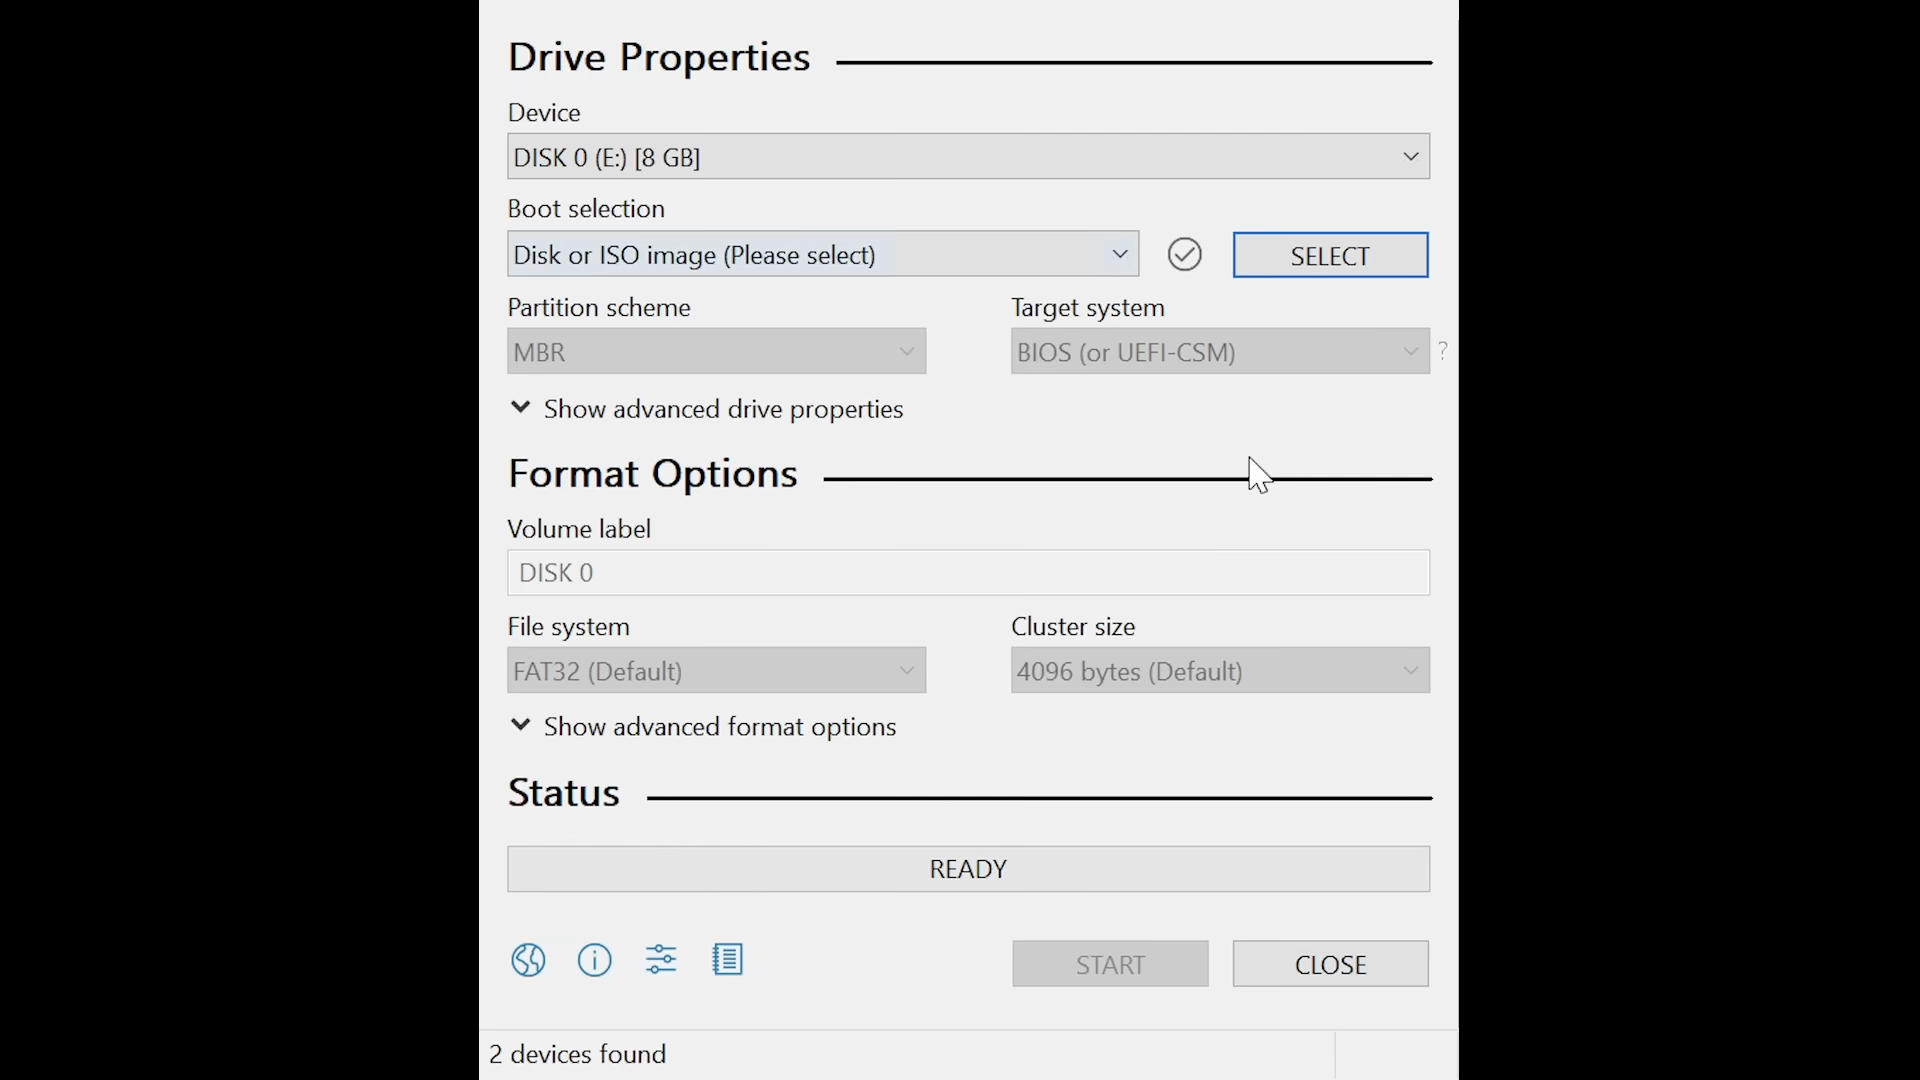 Drive Properties
Device
DISK 0 (E:) [8 GB]
Boot selection
Disk or ISO image (Please select)
SELECT
Partition scheme
Target system
MBR
BIOS (or UEFI-CSM)
?
Show advanced drive properties
Format Options
Volume label
DISK 0
File system
Cluster size
FAT32 (Default)
4096 bytes (Default)
Show advanced format options
Status
READY
START
CLOSE
2 devices found